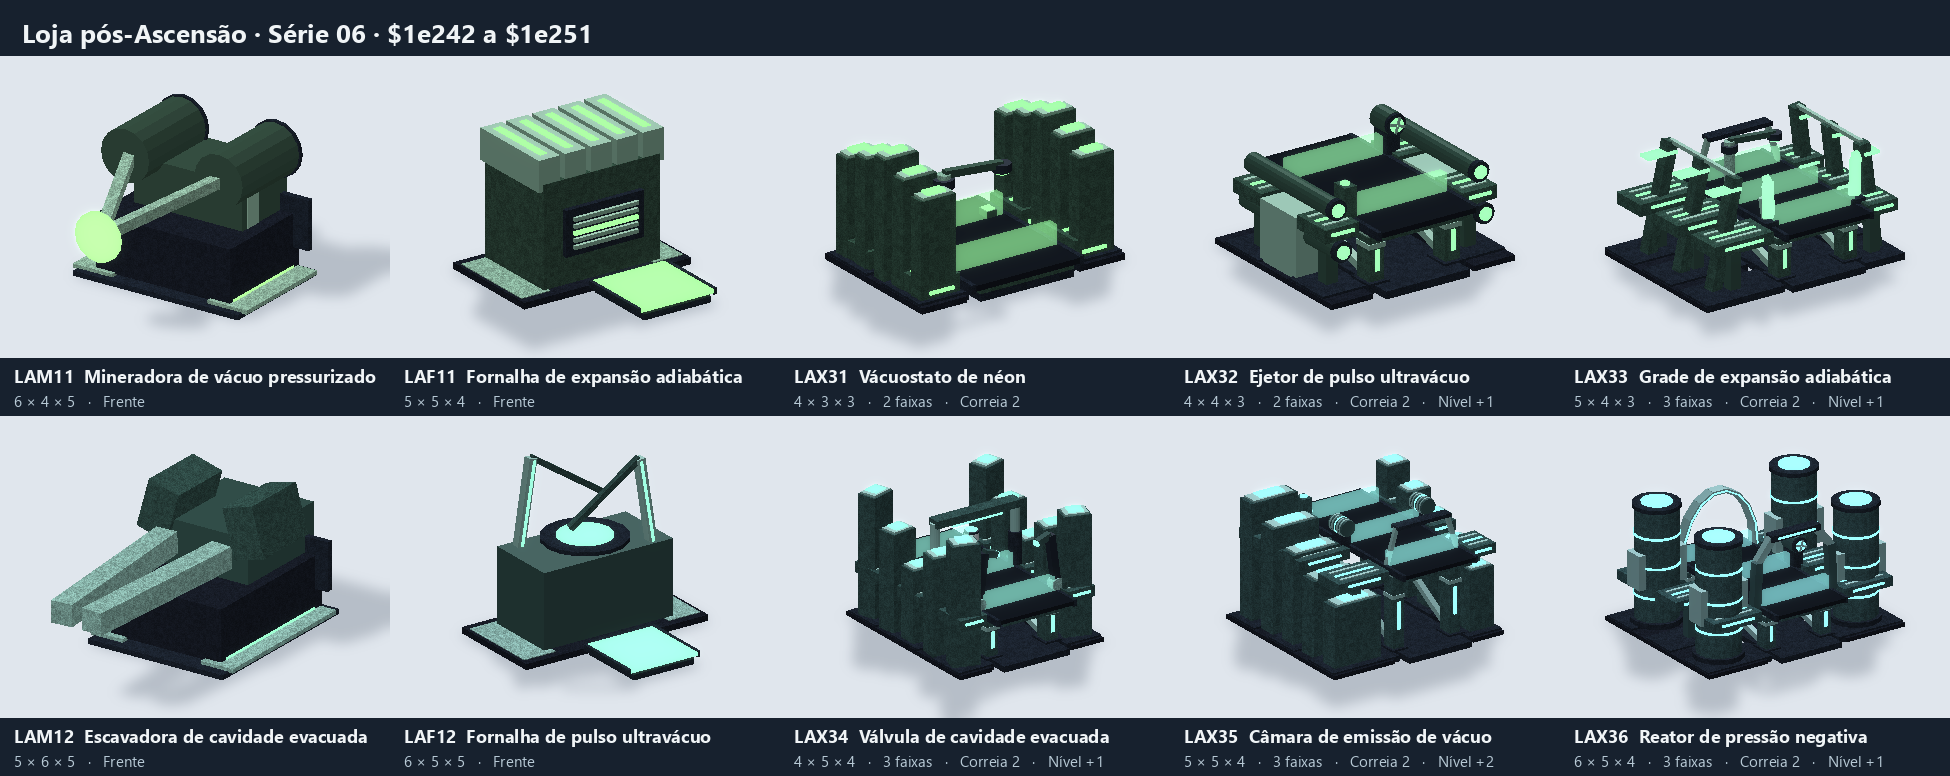 Loja pós-Ascensão · Série 06 · $1e242 a $1e251
LAM11 Mineradora de vácuo pressurizado
6 × 4 × 5 · Frente
LAF11 Fornalha de expansão adiabática
5 × 5 × 4 · Frente
LAX31 Vácuostato de néon
4 × 3 × 3 · 2 faixas · Correia 2
LAX32 Ejetor de pulso ultravácuo
4 × 4 × 3 · 2 faixas · Correia 2 · Nível +1
LAX33 Grade de expansão adiabática
5 × 4 × 3 · 3 faixas · Correia 2 · Nível +1
LAM12 Escavadora de cavidade evacuada
5 × 6 × 5 · Frente
LAF12 Fornalha de pulso ultravácuo
6 × 5 × 5 · Frente
LAX34 Válvula de cavidade evacuada
4 × 5 × 4 · 3 faixas · Correia 2 · Nível +1
LAX35 Câmara de emissão de vácuo
5 × 5 × 4 · 3 faixas · Correia 2 · Nível +2
LAX36 Reator de pressão negativa
6 × 5 × 4 · 3 faixas · Correia 2 · Nível +1